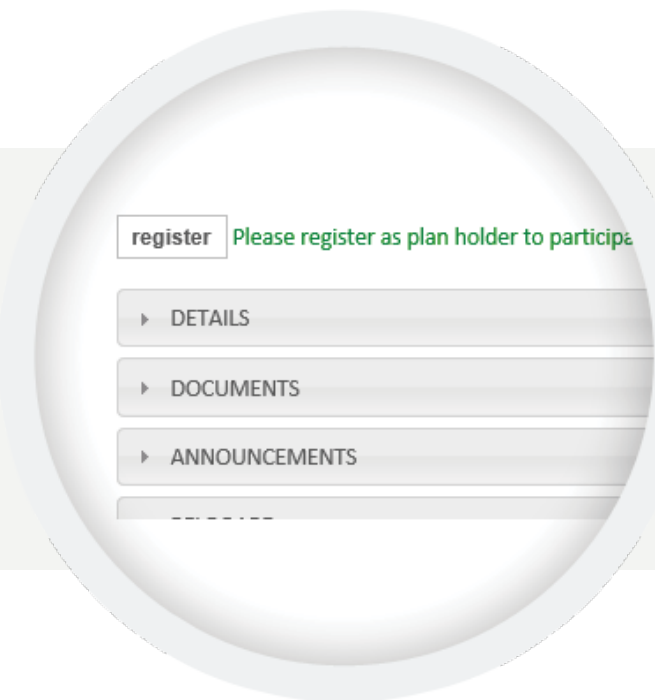 register Please register as plan holder to participa
DETAILS
DOCUMENTS
ANNOUNCEMENTS